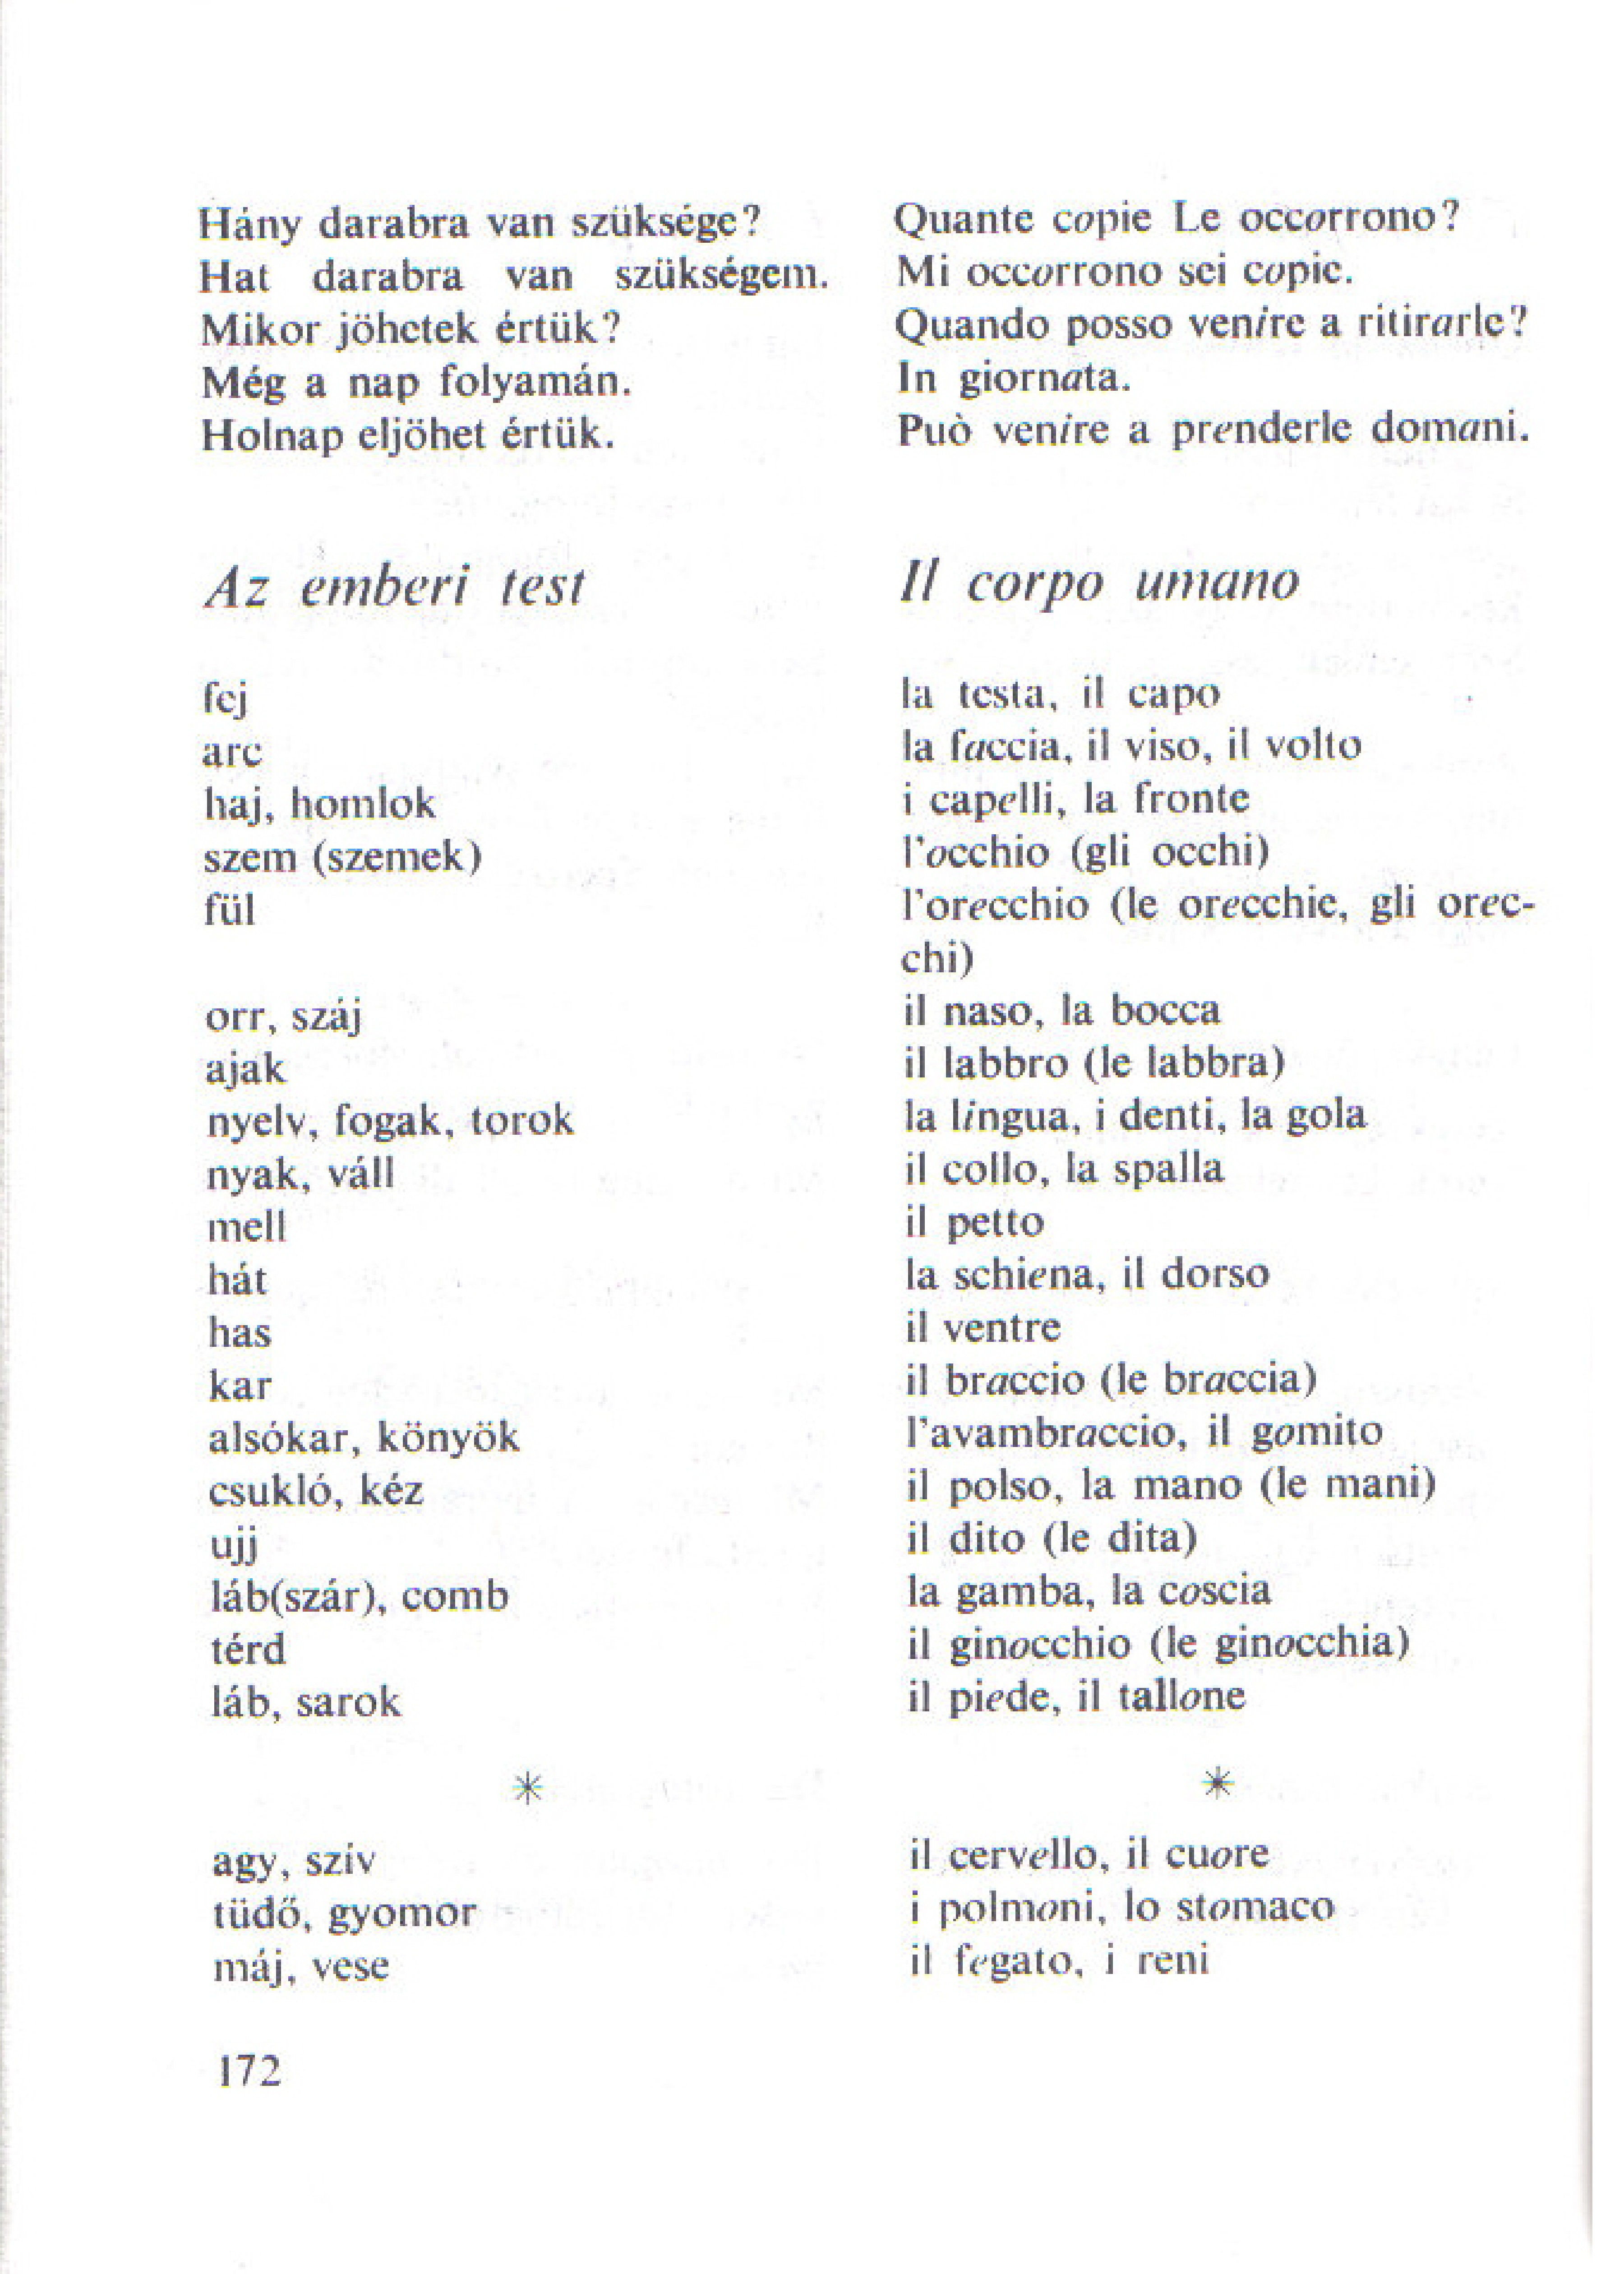 Hány darabra van szüksége?
Hat darabra van szükségem.
Mikor jöhetek értük?
Még a nap folyamán.
Holnap eljöhet értük.
Az emberi test
fej
arc
haj, homlok
szem (szemek)
fül
orr, száj
ajak
nyelv, fogak, torok
nyak, váll
mell
hát
has
kar
alsókar, könyök
csukló, kéz
ujj
láb(szár), comb
térd
láb, sarok
*
agy, szív
tüdő, gyomor
máj, vese
172
Quante copie Le occorrono?
Mi occorrono sei copie.
Quando posso venire a ritirarle?
In giornata.
Può venire a prenderle domani.
Il corpo umano
la testa, il capo
la faccia, il viso, il volto
i capelli, la fronte
l'occhio (gli occhi)
l'orecchio (le orecchie, gli orec-
chi)
il naso, la bocca
il labbro (le labbra)
la lingua, i denti, la gola
il collo, la spalla
il petto
la schiena, il dorso
il ventre
il braccio (le braccia)
l'avambraccio, il gomito
il polso, la mano (le mani)
il dito (le dita)
la gamba, la coscia
il ginocchio (le ginocchia)
il piede, il tallone
*
il cervello, il cuore
i polmoni, lo stomaco
il fegato, i reni